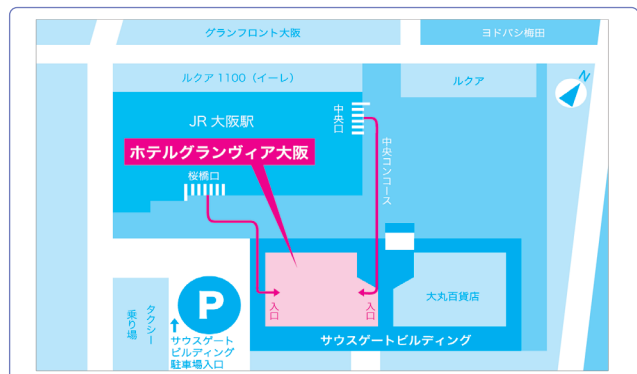 グランフロント大阪
ヨドバシ梅田
ルクア 1100（イーレ）
ルクア
N
JR 大阪駅
中央口
ホテルグランヴィア大阪
中央コンコース
桜橋口
P
タクシー
乗り場
入口
入口
大丸百貨店
サウスゲート
ビルディング
駐車場入口
サウスゲートビルディング